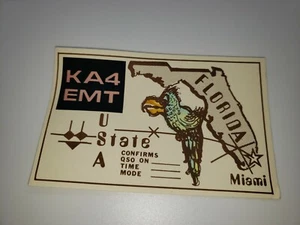 KA4
EMT
FLORIDA
U
State
S
A
CONFIRMS
QSO ON
TIME
MODE
Miami